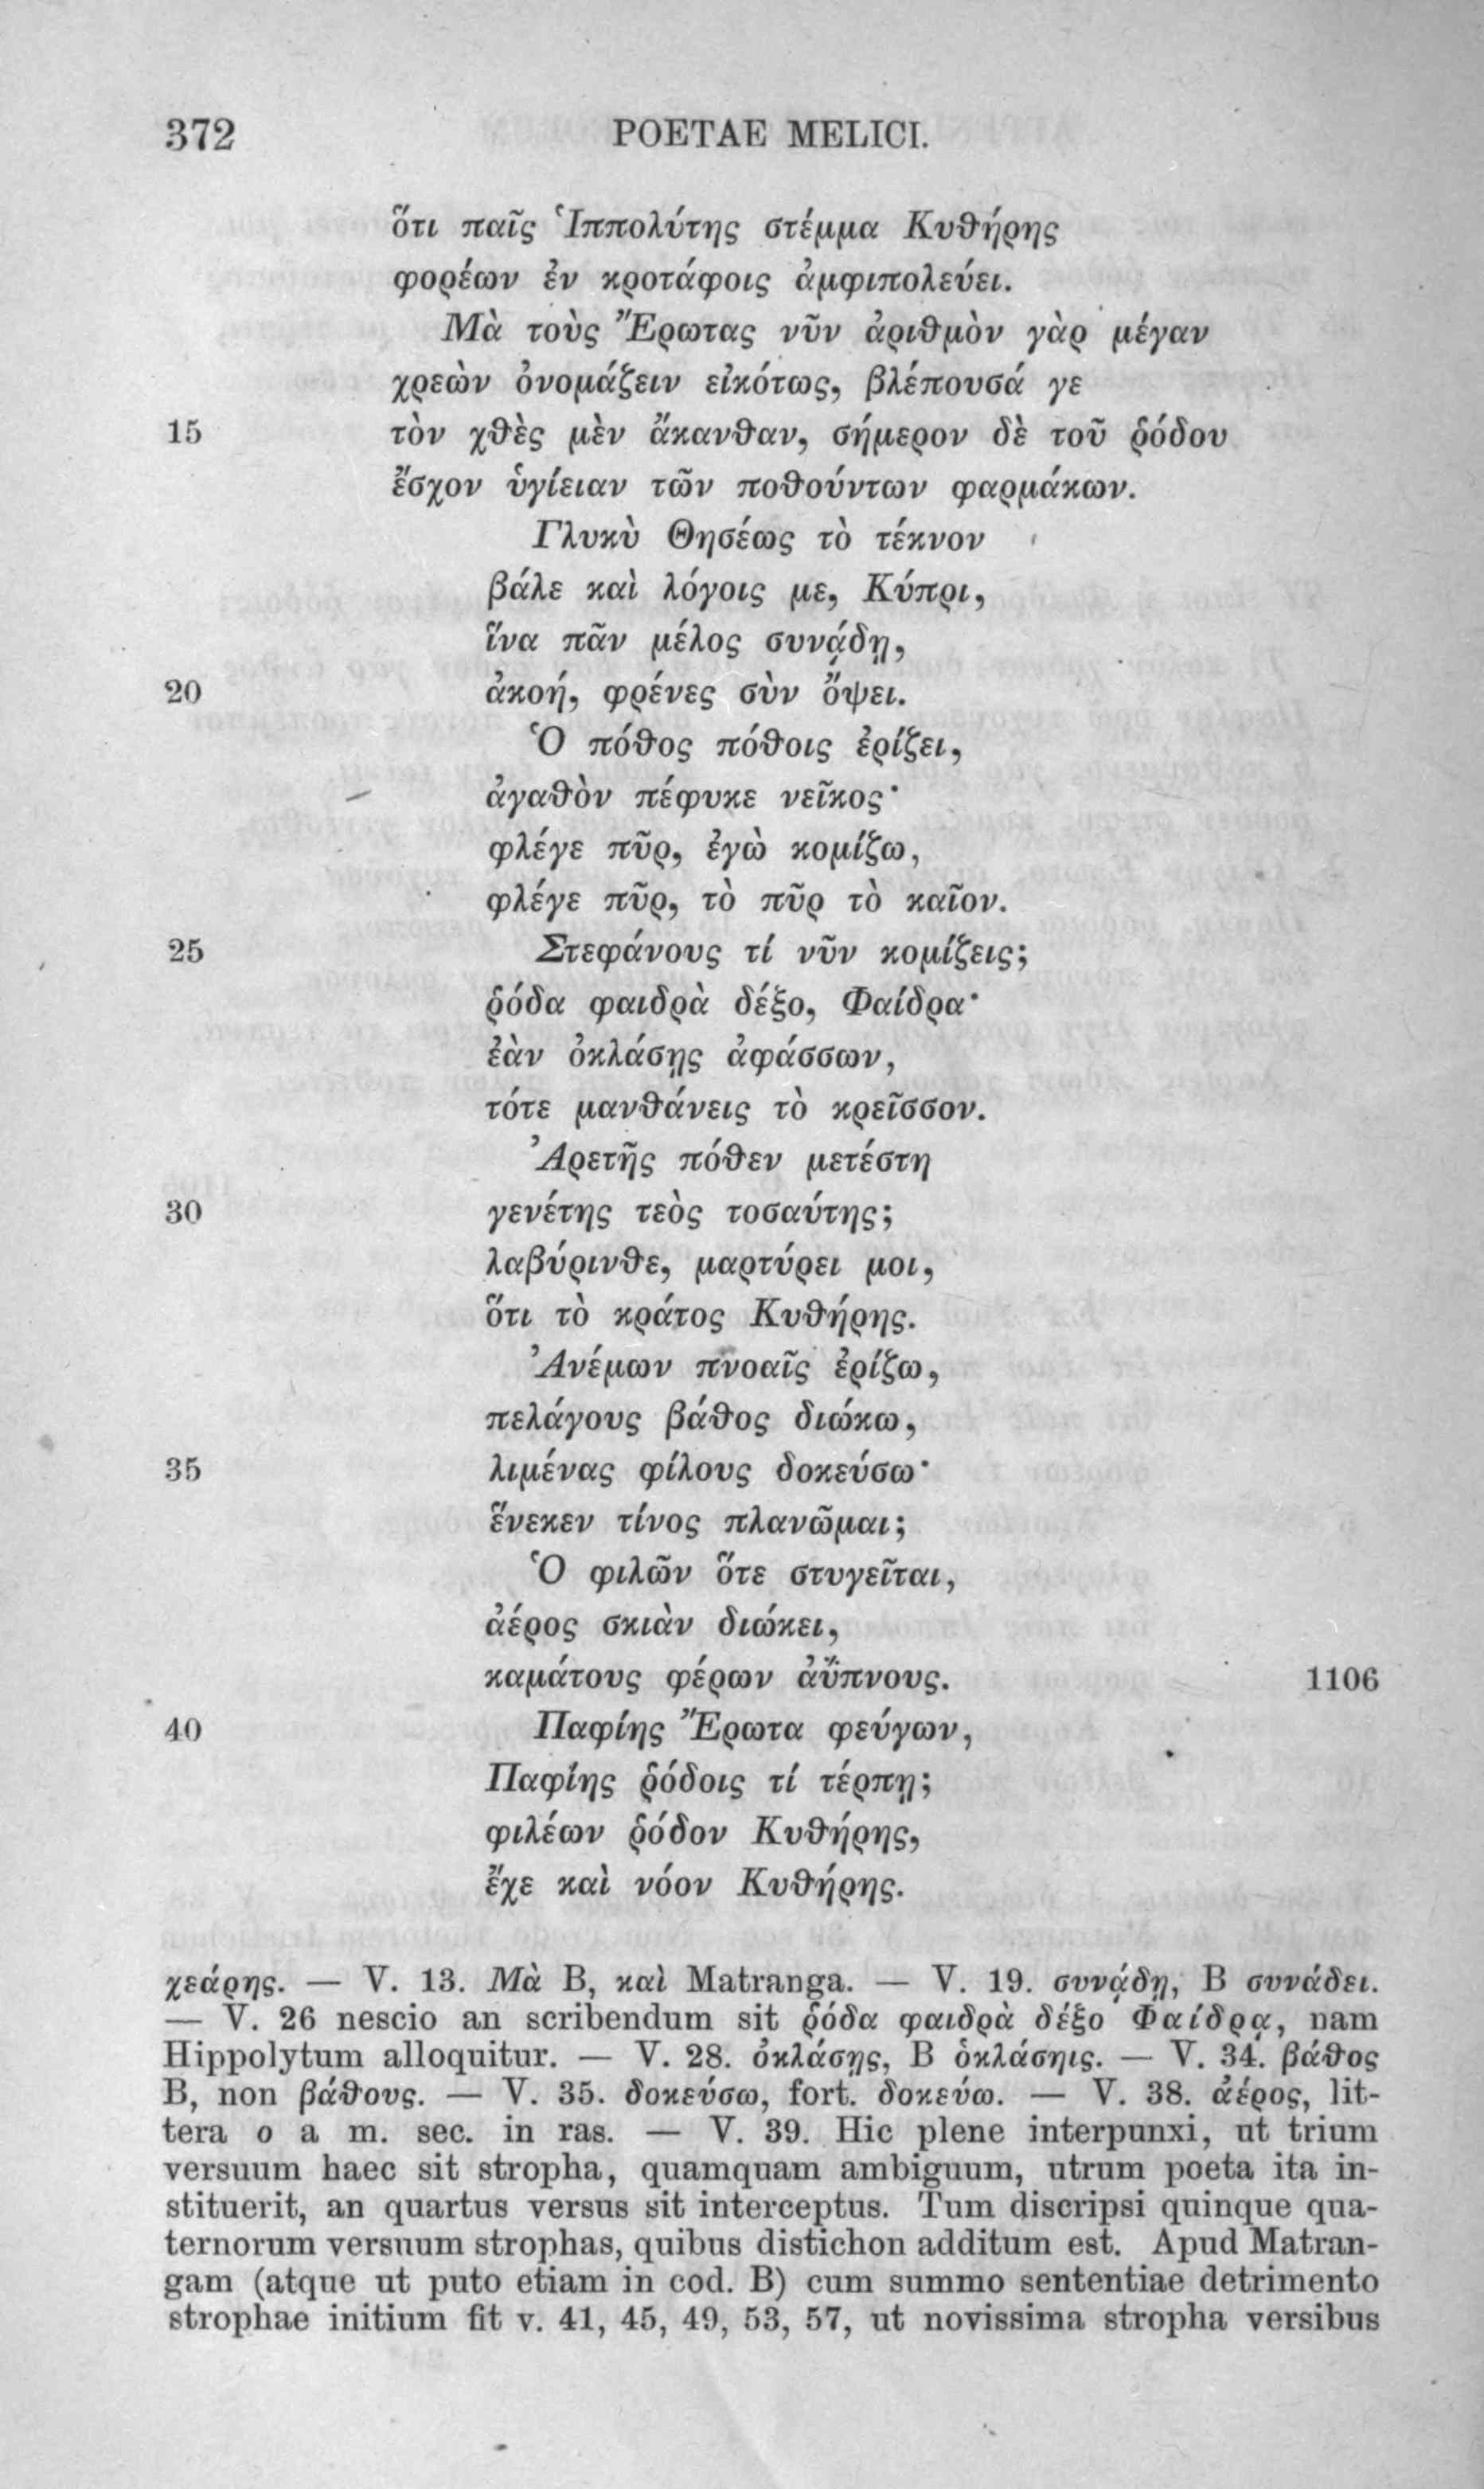 372 POETAE MELICI.
ὅτι παῖς Ἱππολύτης στέμμα Κυθήρης
φορέων ἐν κροτάφοις ἀμφιπολεύει.
Μὰ τοὺς Ἔρωτας νῦν ἀριθμὸν γὰρ μέγαν
χρεὼν ὀνομάζειν εἰκότως, βλέπουσά γε
15 τὸν χθὲς μὲν ἄκανθαν, σήμερον δὲ τοῦ ῥόδου
ἔσχον ὑγίειαν τῶν ποθούντων φαρμάκων.
Γλυκὺ Θησέως τὸ τέκνον
βάλε καὶ λόγοις με, Κύπρι,
ἵνα πᾶν μέλος συνᾴδῃ,
20 ἀκοή, φρένες σὺν ὄψει.
Ὁ πόθος πόθοις ἐρίζει,
ἀγαθὸν πέφυκε νεῖκος·
φλέγε πῦρ, ἐγὼ κομίζω,
φλέγε πῦρ, τὸ πῦρ τὸ καῖον.
25 Στεφάνους τί νῦν κομίζεις;
ῥόδα φαιδρὰ δέξο, Φαίδρα·
ἐὰν ὀκλάσῃς ἀφάσσων,
τότε μανθάνεις τὸ κρεῖσσον.
Ἀρετῆς πόθεν μετέστη
30 γενέτης τεὸς τοσαύτης;
λαβύρινθε, μαρτύρει μοι,
ὅτι τὸ κράτος Κυθήρης.
Ἀνέμων πνοαῖς ἐρίζω,
πελάγους βάθος διώκω,
35 λιμένας φίλους δοκεύσω·
ἕνεκεν τίνος πλανῶμαι;
Ὁ φιλῶν ὅτε στυγεῖται,
ἀέρος σκιὰν διώκει,
καμάτους φέρων ἀΰπνους. 1106
40 Παφίης Ἔρωτα φεύγων,
Παφίης ῥόδοις τί τέρπῃ;
φιλέων ῥόδον Κυθήρης,
ἔχε καὶ νόον Κυθήρης.
χεάρης. — V. 13. Μὰ B, καὶ Matranga. — V. 19. συνᾴδῃ, B συνάδει.
— V. 26 nescio an scribendum sit ῥόδα φαιδρὰ δέξο Φαίδρᾳ, nam
Hippolytum alloquitur. — V. 28. ὀκλάσῃς, B ὁκλάσηις. — V. 34. βάθος
B, non βάθους. — V. 35. δοκεύσω, fort. δοκεύω. — V. 38. ἀέρος, lit-
tera ο a m. sec. in ras. — V. 39. Hic plene interpunxi, ut trium
versuum haec sit stropha, quamquam ambiguum, utrum poeta ita in-
stituerit, an quartus versus sit interceptus. Tum discripsi quinque qua-
ternorum versuum strophas, quibus distichon additum est. Apud Matran-
gam (atque ut puto etiam in cod. B) cum summo sententiae detrimento
strophae initium fit v. 41, 45, 49, 53, 57, ut novissima stropha versibus